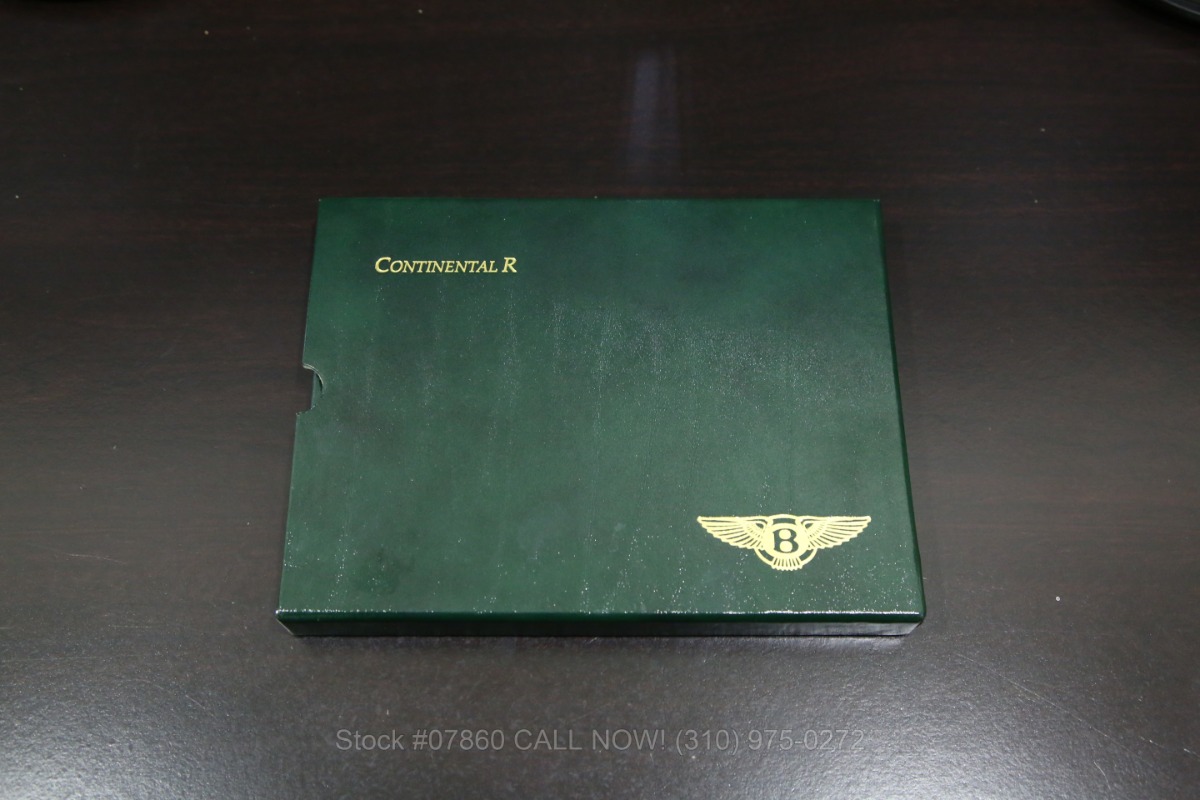 CONTINENTAL R
B
Stock #07860 CALL NOW! (310) 975-0272